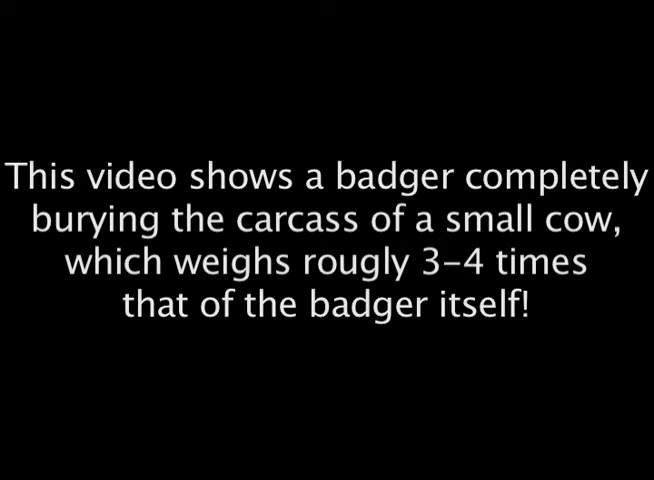 This video shows a badger completely
burying the carcass of a small cow,
which weighs rougly 3-4 times
that of the badger itself!